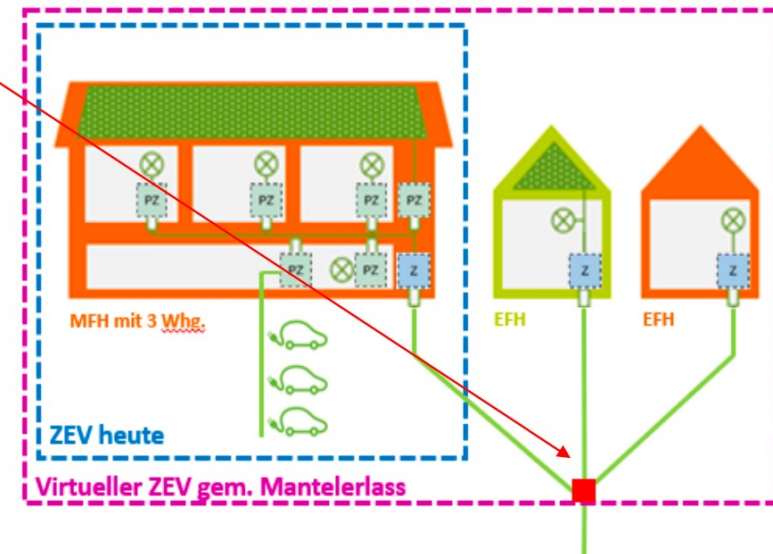 PZ PZ PZ PZ
PZ PZ Z Z Z
MFH mit 3 Whg. EFH EFH
ZEV heute
Virtueller ZEV gem. Mantelerlass